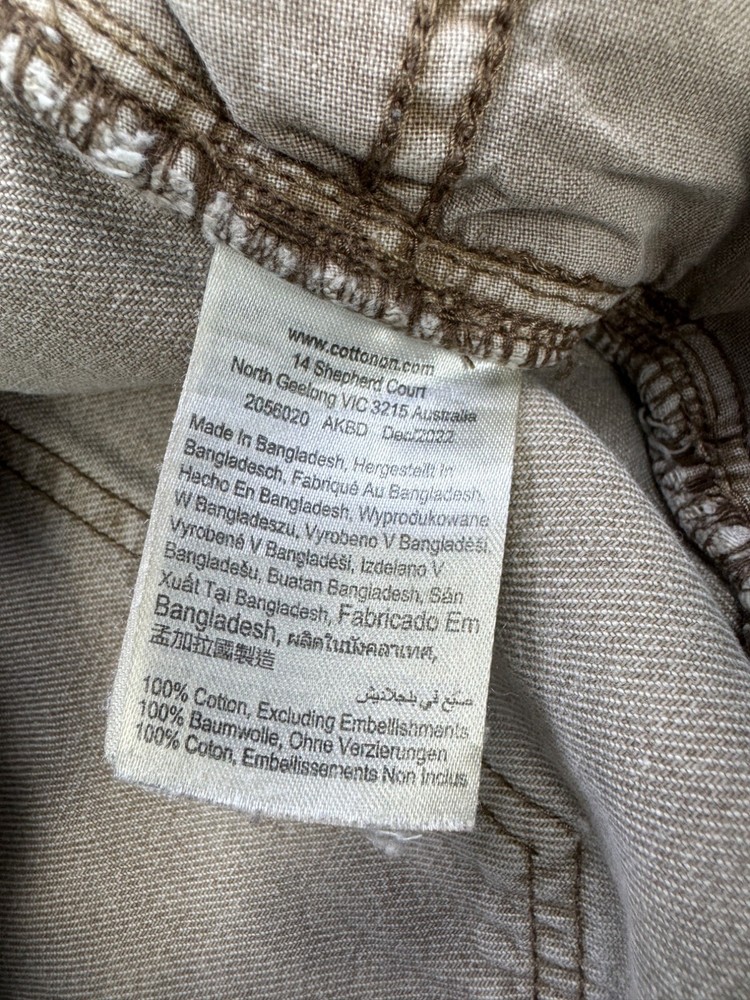 www.cottonon.com
14 Shepherd Court
North Geelong VIC 3215 Australia
2056020 AKBD Dec/2022
Made In Bangladesh, Hergestellt In
Bangladesch, Fabriqué Au Bangladesh,
Hecho En Bangladesh, Wyprodukowane
W Bangladeszu, Vyrobeno V Bangladéši,
Vyrobené V Bangladéši, Izdelano V
Bangladešu, Buatan Bangladesh, Sản
Xuất Tại Bangladesh, Fabricado Em
Bangladesh, ผลิตในบังคลาเทศ,
孟加拉國製造
صنع في بنجلاديش
100% Cotton, Excluding Embellishments
100% Baumwolle, Ohne Verzierungen
100% Coton, Embellissements Non Inclus